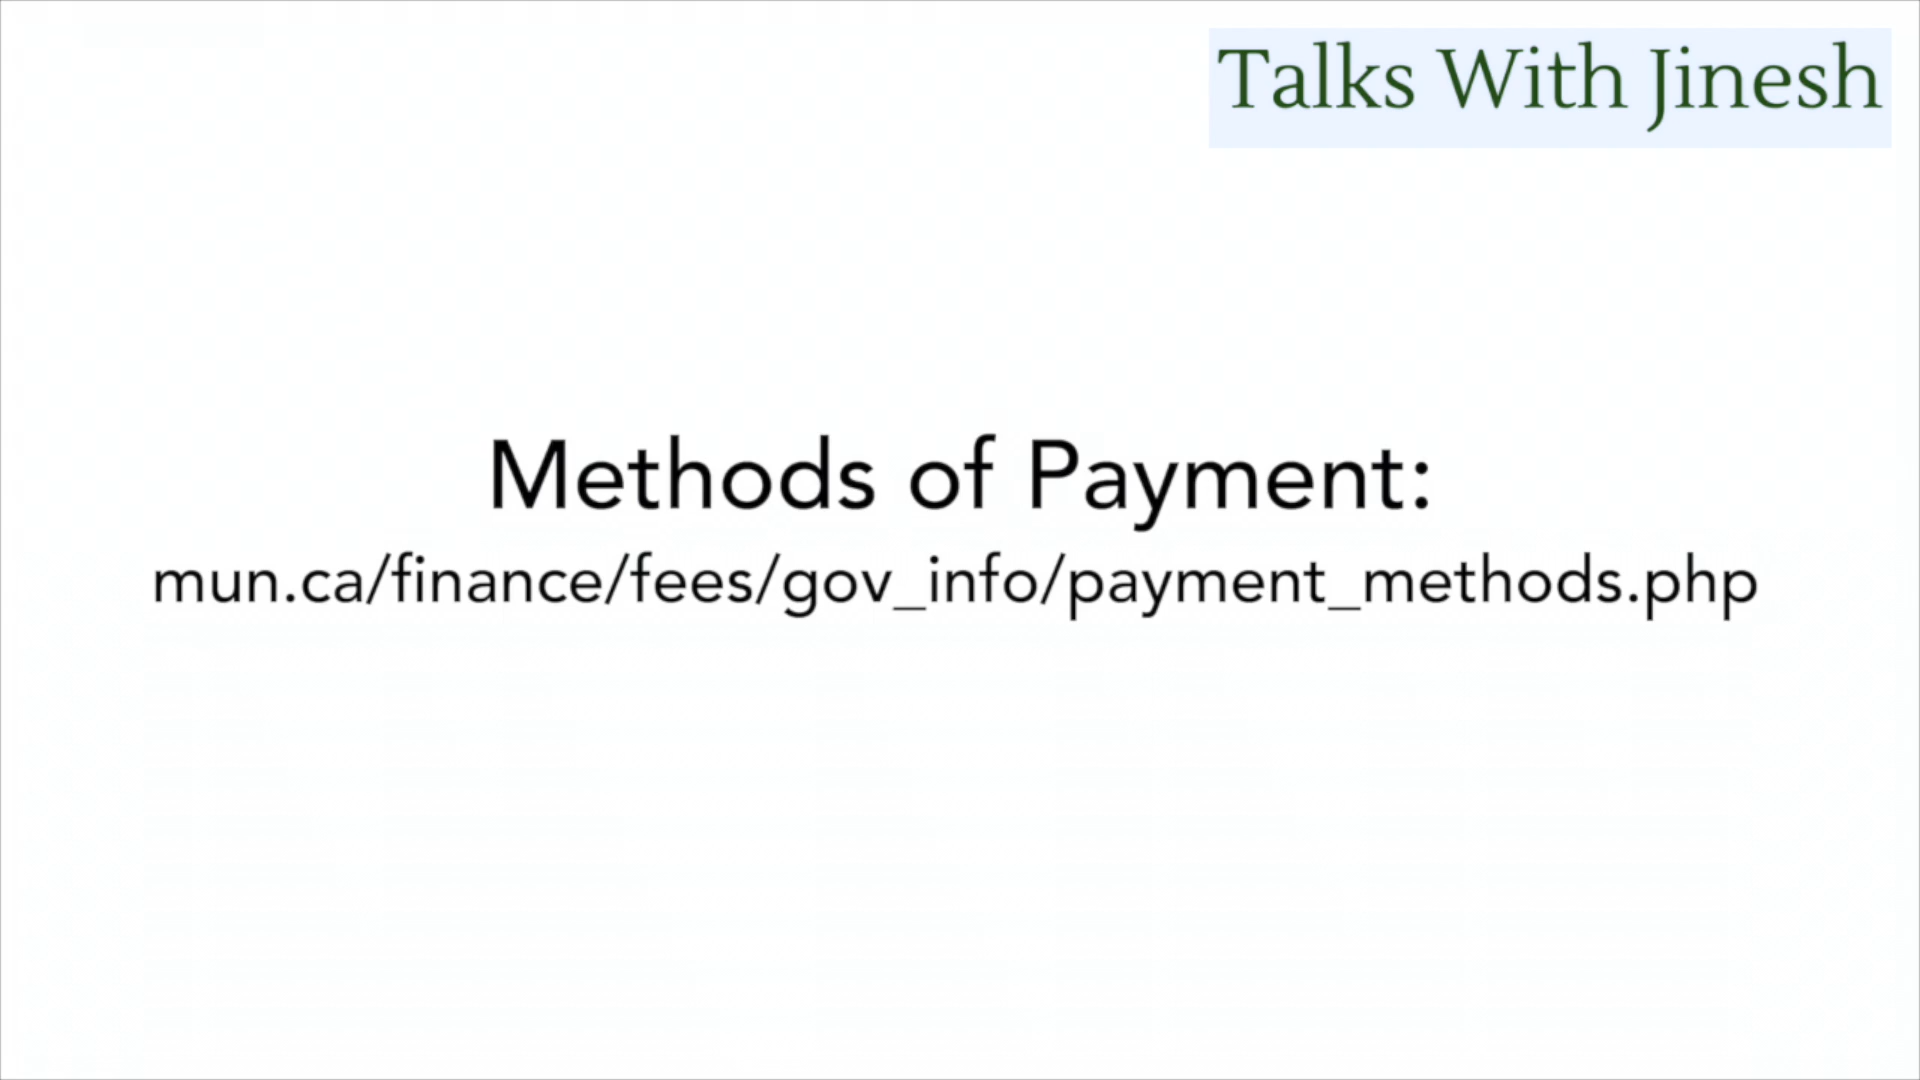 Talks With Jinesh
Methods of Payment:
mun.ca/finance/fees/gov_info/payment_methods.php